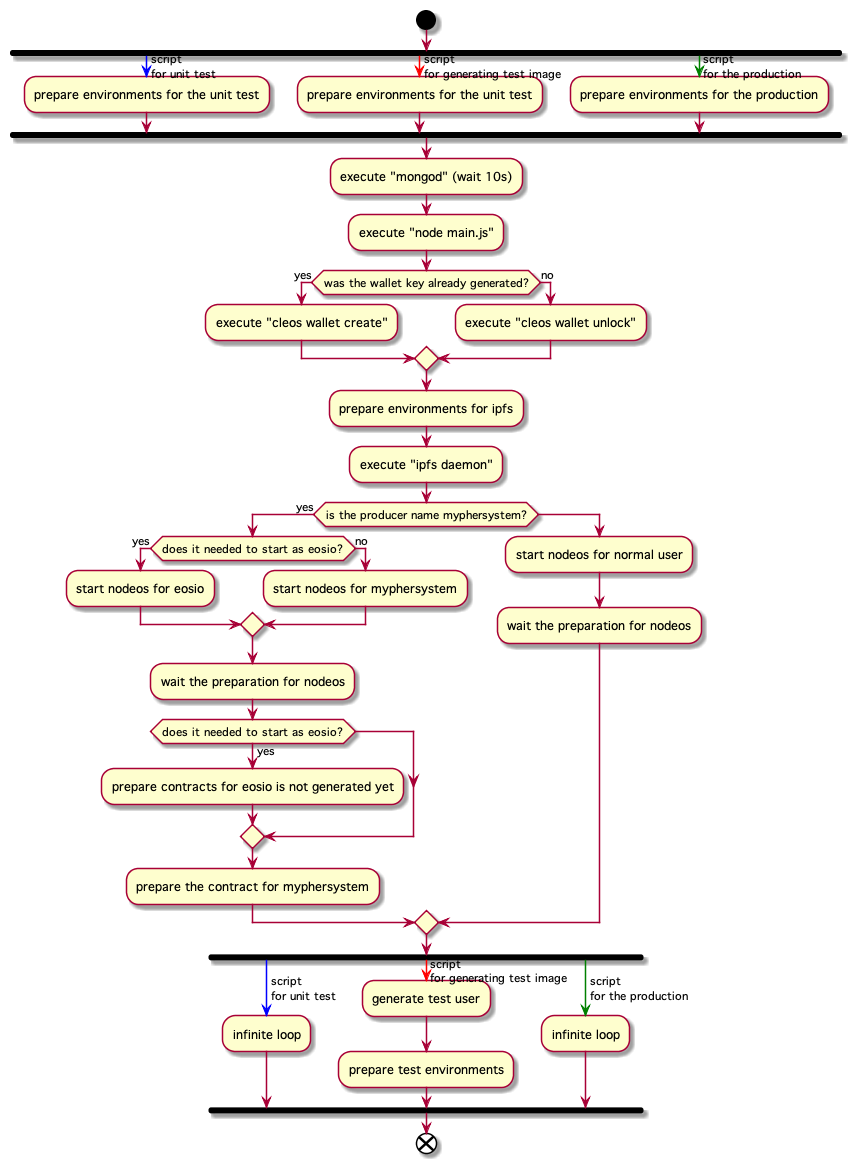 script
for unit test
script
for generating test image
script
for the production
prepare environments for the unit test
prepare environments for the unit test
prepare environments for the production
execute "mongod" (wait 10s)
execute "node main.js"
was the wallet key already generated?
yes
no
execute "cleos wallet create"
execute "cleos wallet unlock"
prepare environments for ipfs
execute "ipfs daemon"
is the producer name myphersystem?
yes
does it needed to start as eosio?
yes
no
start nodeos for eosio
start nodeos for myphersystem
start nodeos for normal user
wait the preparation for nodeos
wait the preparation for nodeos
does it needed to start as eosio?
yes
prepare contracts for eosio is not generated yet
prepare the contract for myphersystem
script
for unit test
script
for generating test image
script
for the production
generate test user
infinite loop
infinite loop
prepare test environments